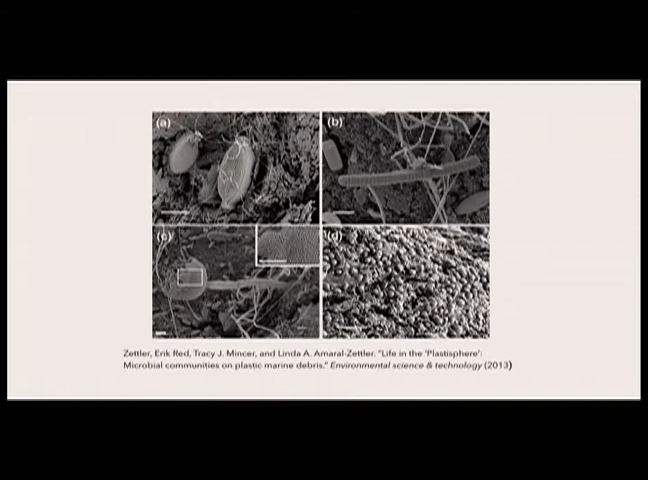 (a)
(b)
(c)
(d)
Zettler, Erik Red, Tracy J. Mincer, and Linda A. Amaral-Zettler. "Life in the 'Plastisphere':
Microbial communities on plastic marine debris." Environmental science & technology (2013)